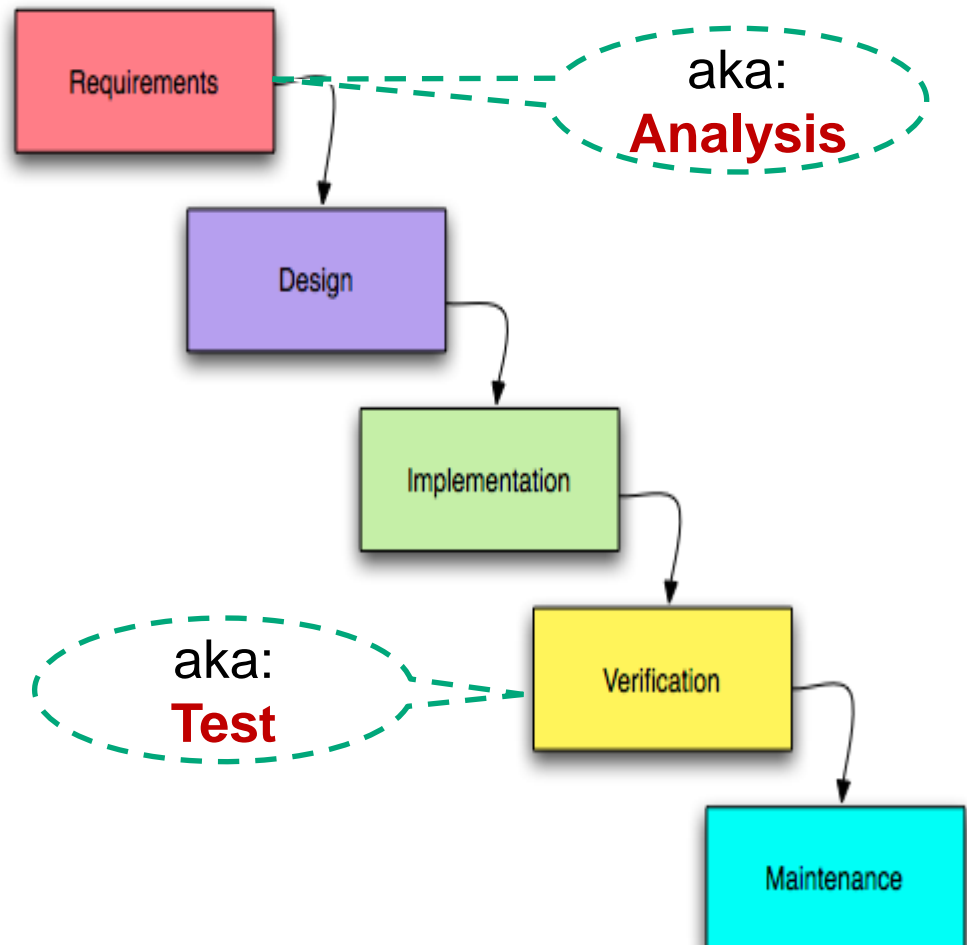 Requirements
aka:
Analysis
Design
Implementation
aka:
Test
Verification
Maintenance